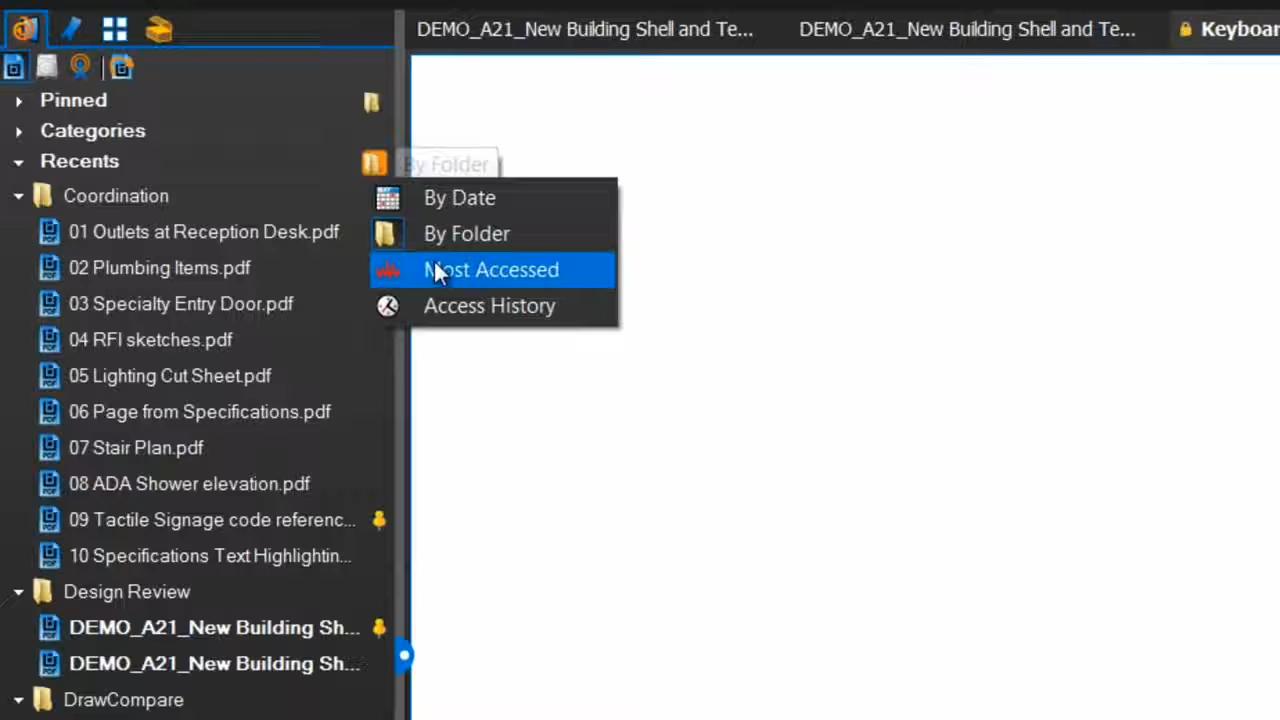 DEMO_A21_New Building Shell and Te...
DEMO_A21_New Building Shell and Te...
Keyboar
Pinned
Categories
Recents
By Folder
Coordination
By Date
01 Outlets at Reception Desk.pdf
By Folder
02 Plumbing Items.pdf
Most Accessed
03 Specialty Entry Door.pdf
Access History
04 RFI sketches.pdf
05 Lighting Cut Sheet.pdf
06 Page from Specifications.pdf
07 Stair Plan.pdf
08 ADA Shower elevation.pdf
09 Tactile Signage code referenc...
10 Specifications Text Highlightin...
Design Review
DEMO_A21_New Building Sh...
DEMO_A21_New Building Sh...
DrawCompare